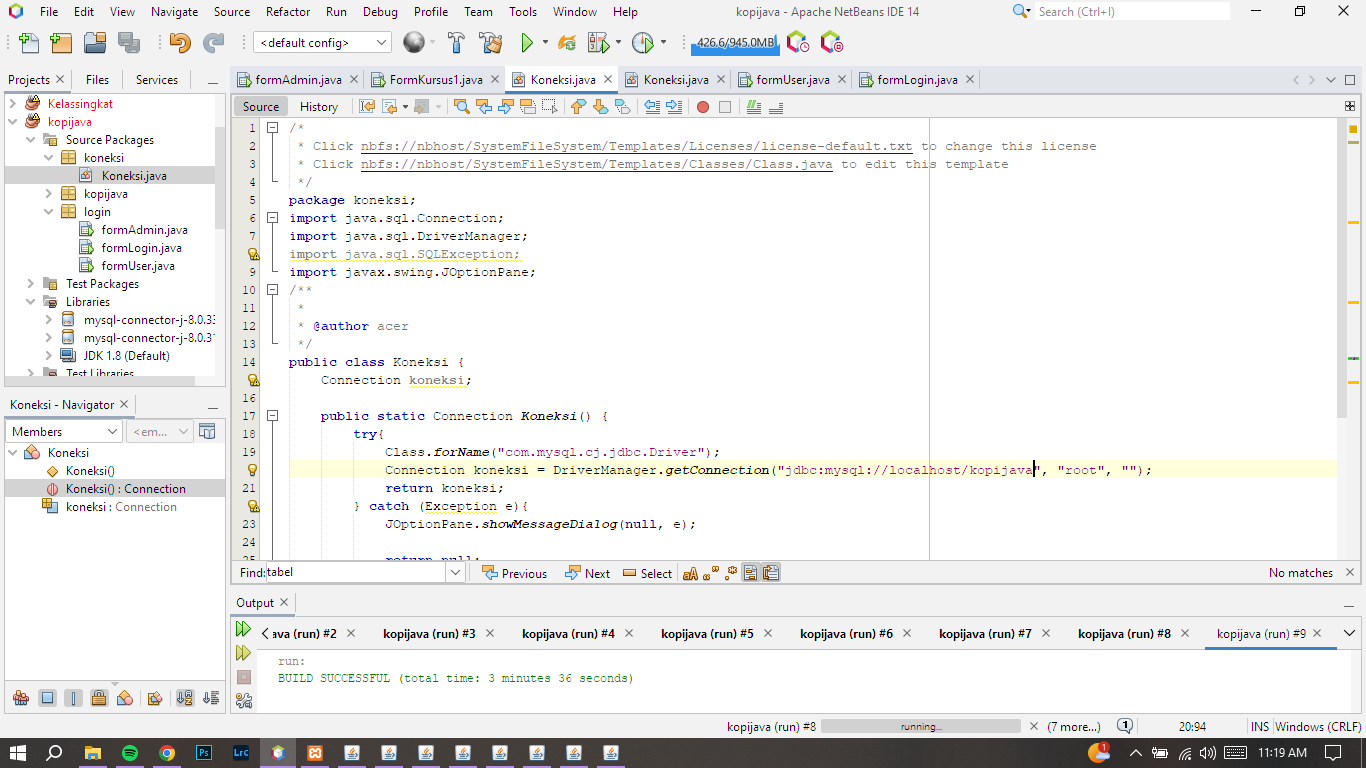 File Edit View Navigate Source Refactor Run Debug Profile Team Tools Window Help kopijava - Apache NetBeans IDE 14 Search (Ctrl+I)
<default config> 426.6/945.0MB
Projects Files Services
formAdmin.java FormKursus1.java Koneksi.java Koneksi.java formUser.java formLogin.java
Source History
Kelassingkat
kopijava
Source Packages
koneksi
Koneksi.java
kopijava
login
formAdmin.java
formLogin.java
formUser.java
Test Packages
Libraries
mysql-connector-j-8.0.33
mysql-connector-j-8.0.31
JDK 1.8 (Default)
Test Libraries
Koneksi - Navigator
Members <em...
Koneksi
Koneksi()
Koneksi() : Connection
koneksi : Connection
1 /*
2 * Click nbfs://nbhost/SystemFileSystem/Templates/Licenses/license-default.txt to change this license
3 * Click nbfs://nbhost/SystemFileSystem/Templates/Classes/Class.java to edit this template
4 */
5 package koneksi;
6 import java.sql.Connection;
7 import java.sql.DriverManager;
import java.sql.SQLException;
9 import javax.swing.JOptionPane;
10 /**
11 *
12 * @author acer
13 */
14 public class Koneksi {
Connection koneksi;
16
17 public static Connection Koneksi() {
18 try{
19 Class.forName("com.mysql.cj.jdbc.Driver");
Connection koneksi = DriverManager.getConnection("jdbc:mysql://localhost/kopijava", "root", "");
21 return koneksi;
} catch (Exception e){
23 JOptionPane.showMessageDialog(null, e);
24
25 return null;
Find: tabel Previous Next Select No matches
Output
ava (run) #2 kopijava (run) #3 kopijava (run) #4 kopijava (run) #5 kopijava (run) #6 kopijava (run) #7 kopijava (run) #8 kopijava (run) #9
run:
BUILD SUCCESSFUL (total time: 3 minutes 36 seconds)
kopijava (run) #8 running... (7 more...) 1 20:94 INS Windows (CRLF)
Ps LrC 1 11:19 AM